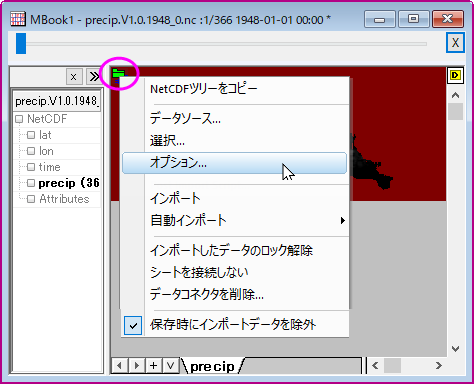 MBook1 - precip.V1.0.1948_0.nc :1/366 1948-01-01 00:00 *
X
x »
D
precip.V1.0.1948_
NetCDF
lat
lon
time
precip (36
Attributes
NetCDFツリーをコピー
データソース...
選択...
オプション...
インポート
自動インポート
インポートしたデータのロック解除
シートを接続しない
データコネクタを削除...
保存時にインポートデータを除外
precip